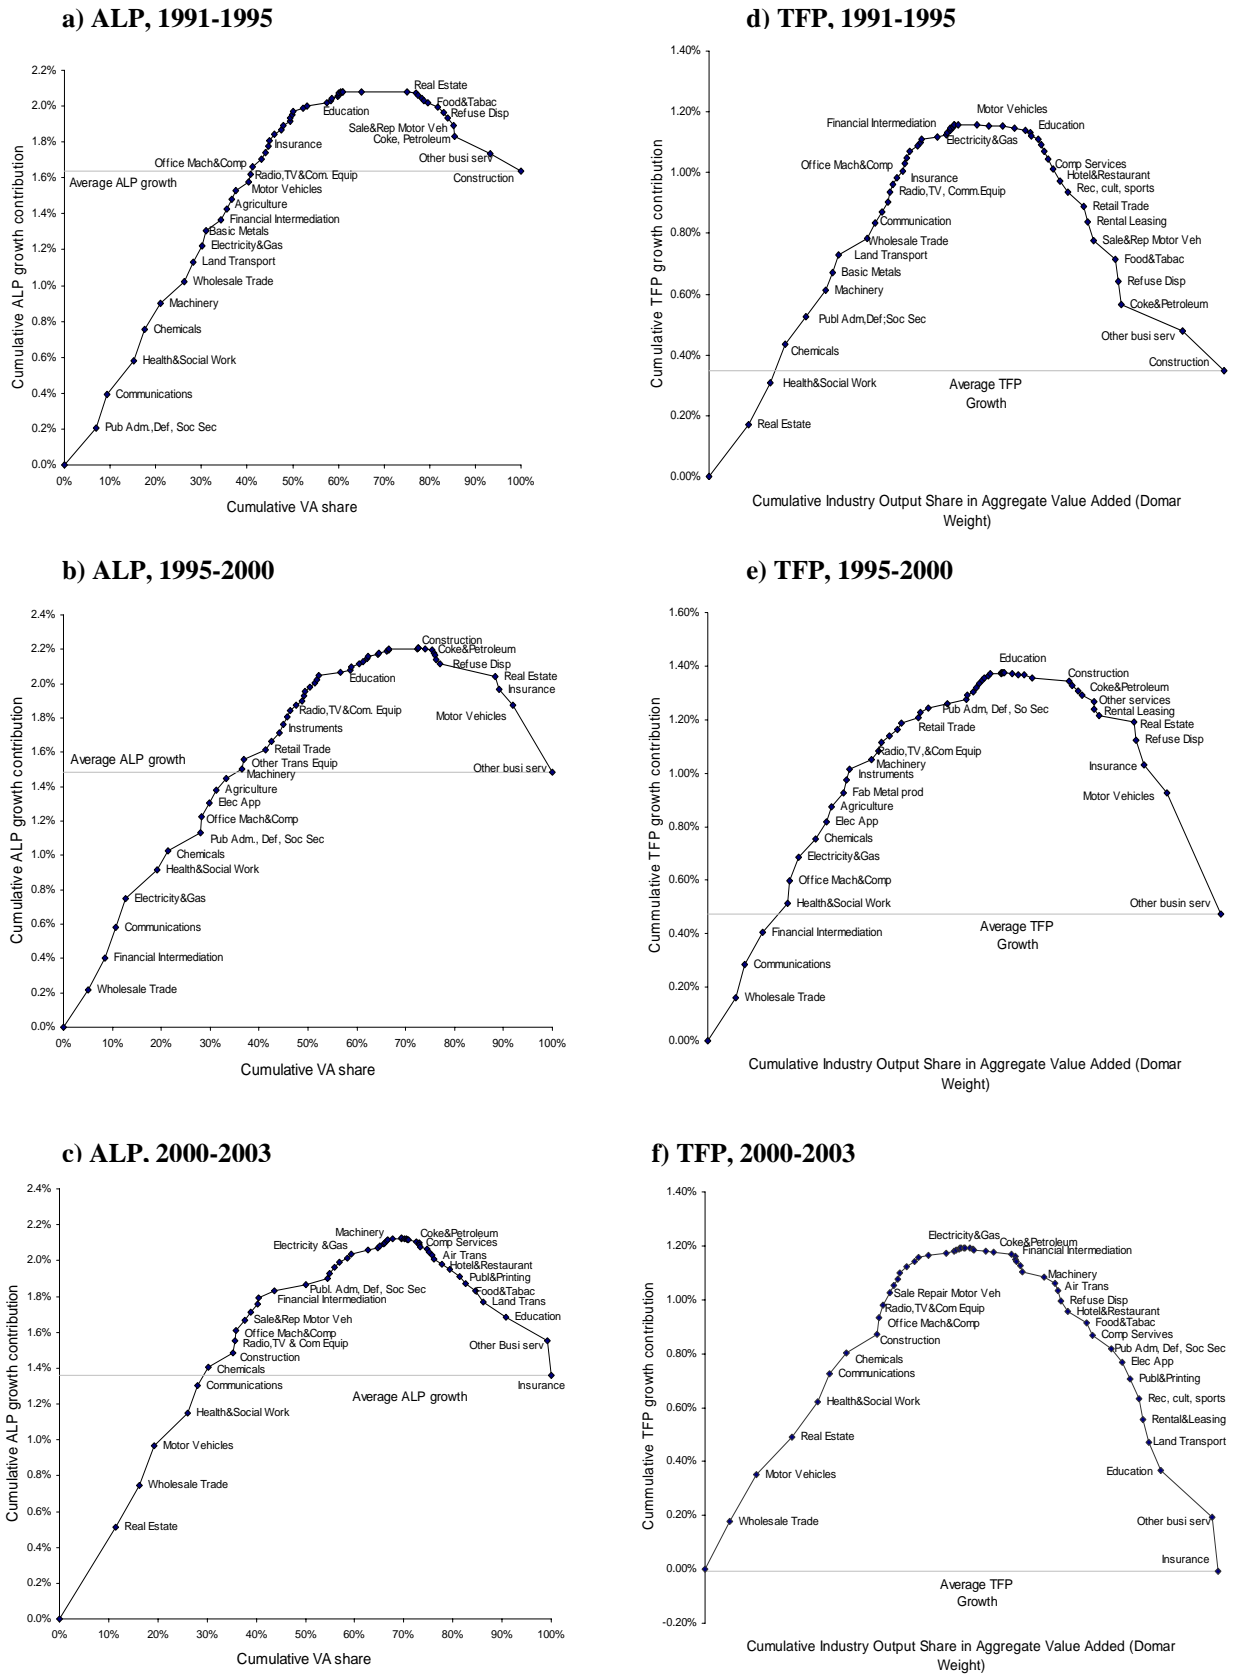 a) ALP, 1991-1995
Cumulative ALP growth contribution
2.2%
2.0%
1.8%
1.6%
1.4%
1.2%
1.0%
0.8%
0.6%
0.4%
0.2%
0.0%
Real Estate
Food&Tabac
Refuse Disp
Education
Sale&Rep Motor Veh
Coke, Petroleum
Insurance
Other busi serv
Office Mach&Comp
Construction
Average ALP growth
Radio,TV&Com. Equip
Motor Vehicles
Agriculture
Financial Intermediation
Basic Metals
Electricity&Gas
Land Transport
Wholesale Trade
Machinery
Chemicals
Health&Social Work
Communications
Pub Adm.,Def, Soc Sec
0% 10% 20% 30% 40% 50% 60% 70% 80% 90% 100%
Cumulative VA share
d) TFP, 1991-1995
Cumulative TFP growth contribution
1.40%
1.20%
1.00%
0.80%
0.60%
0.40%
0.20%
0.00%
Motor Vehicles
Financial Intermediation
Education
Electricity&Gas
Office Mach&Comp
Comp Services
Insurance
Hotel&Restaurant
Radio,TV, Comm.Equip
Rec, cult, sports
Retail Trade
Communication
Rental Leasing
Wholesale Trade
Sale&Rep Motor Veh
Land Transport
Food&Tabac
Basic Metals
Refuse Disp
Machinery
Coke&Petroleum
Publ Adm,Def;Soc Sec
Other busi serv
Chemicals
Construction
Health&Social Work
Average TFP
Growth
Real Estate
Cumulative Industry Output Share in Aggregate Value Added (Domar
Weight)
b) ALP, 1995-2000
Cumulative ALP growth contribution
2.4%
2.2%
2.0%
1.8%
1.6%
1.4%
1.2%
1.0%
0.8%
0.6%
0.4%
0.2%
0.0%
Construction
Coke&Petroleum
Refuse Disp
Education
Real Estate
Insurance
Radio,TV&Com. Equip
Motor Vehicles
Instruments
Retail Trade
Average ALP growth
Other Trans Equip
Other busi serv
Machinery
Agriculture
Elec App
Office Mach&Comp
Pub Adm., Def, Soc Sec
Chemicals
Health&Social Work
Electricity&Gas
Communications
Financial Intermediation
Wholesale Trade
0% 10% 20% 30% 40% 50% 60% 70% 80% 90% 100%
Cumulative VA share
e) TFP, 1995-2000
Cummulative TFP growth contribution
1.60%
1.40%
1.20%
1.00%
0.80%
0.60%
0.40%
0.20%
0.00%
Education
Construction
Coke&Petroleum
Other services
Pub Adm, Def, So Sec
Rental Leasing
Real Estate
Retail Trade
Refuse Disp
Radio,TV,&Com Equip
Machinery
Insurance
Instruments
Fab Metal prod
Motor Vehicles
Agriculture
Elec App
Chemicals
Electricity&Gas
Office Mach&Comp
Health&Social Work
Other busin serv
Average TFP
Growth
Financial Intermediation
Communications
Wholesale Trade
Cumulative Industry Output Share in Aggregate Value Added (Domar
Weight)
c) ALP, 2000-2003
Cumulative ALP growth contribution
2.4%
2.2%
2.0%
1.8%
1.6%
1.4%
1.2%
1.0%
0.8%
0.6%
0.4%
0.2%
0.0%
Machinery
Coke&Petroleum
Comp Services
Electricity &Gas
Air Trans
Hotel&Restaurant
Publ&Printing
Publ. Adm, Def, Soc Sec
Food&Tabac
Financial Intermediation
Land Trans
Sale&Rep Motor Veh
Education
Office Mach&Comp
Radio,TV & Com Equip
Other Busi serv
Construction
Chemicals
Communications
Insurance
Average ALP growth
Health&Social Work
Motor Vehicles
Wholesale Trade
Real Estate
0% 10% 20% 30% 40% 50% 60% 70% 80% 90% 100%
Cumulative VA share
f) TFP, 2000-2003
Cummulative TFP growth contribution
1.40%
1.20%
1.00%
0.80%
0.60%
0.40%
0.20%
0.00%
-0.20%
Electricity&Gas
Coke&Petroleum
Financial Intermediation
Machinery
Air Trans
Sale Repair Motor Veh
Refuse Disp
Radio,TV&Com Equip
Hotel&Restaurant
Office Mach&Comp
Food&Tabac
Construction
Comp Servives
Pub Adm, Def, Soc Sec
Chemicals
Elec App
Communications
Publ&Printing
Health&Social Work
Rec, cult, sports
Rental&Leasing
Real Estate
Land Transport
Motor Vehicles
Education
Wholesale Trade
Other busi serv
Insurance
Average TFP
Growth
Cumulative Industry Output Share in Aggregate Value Added (Domar
Weight)